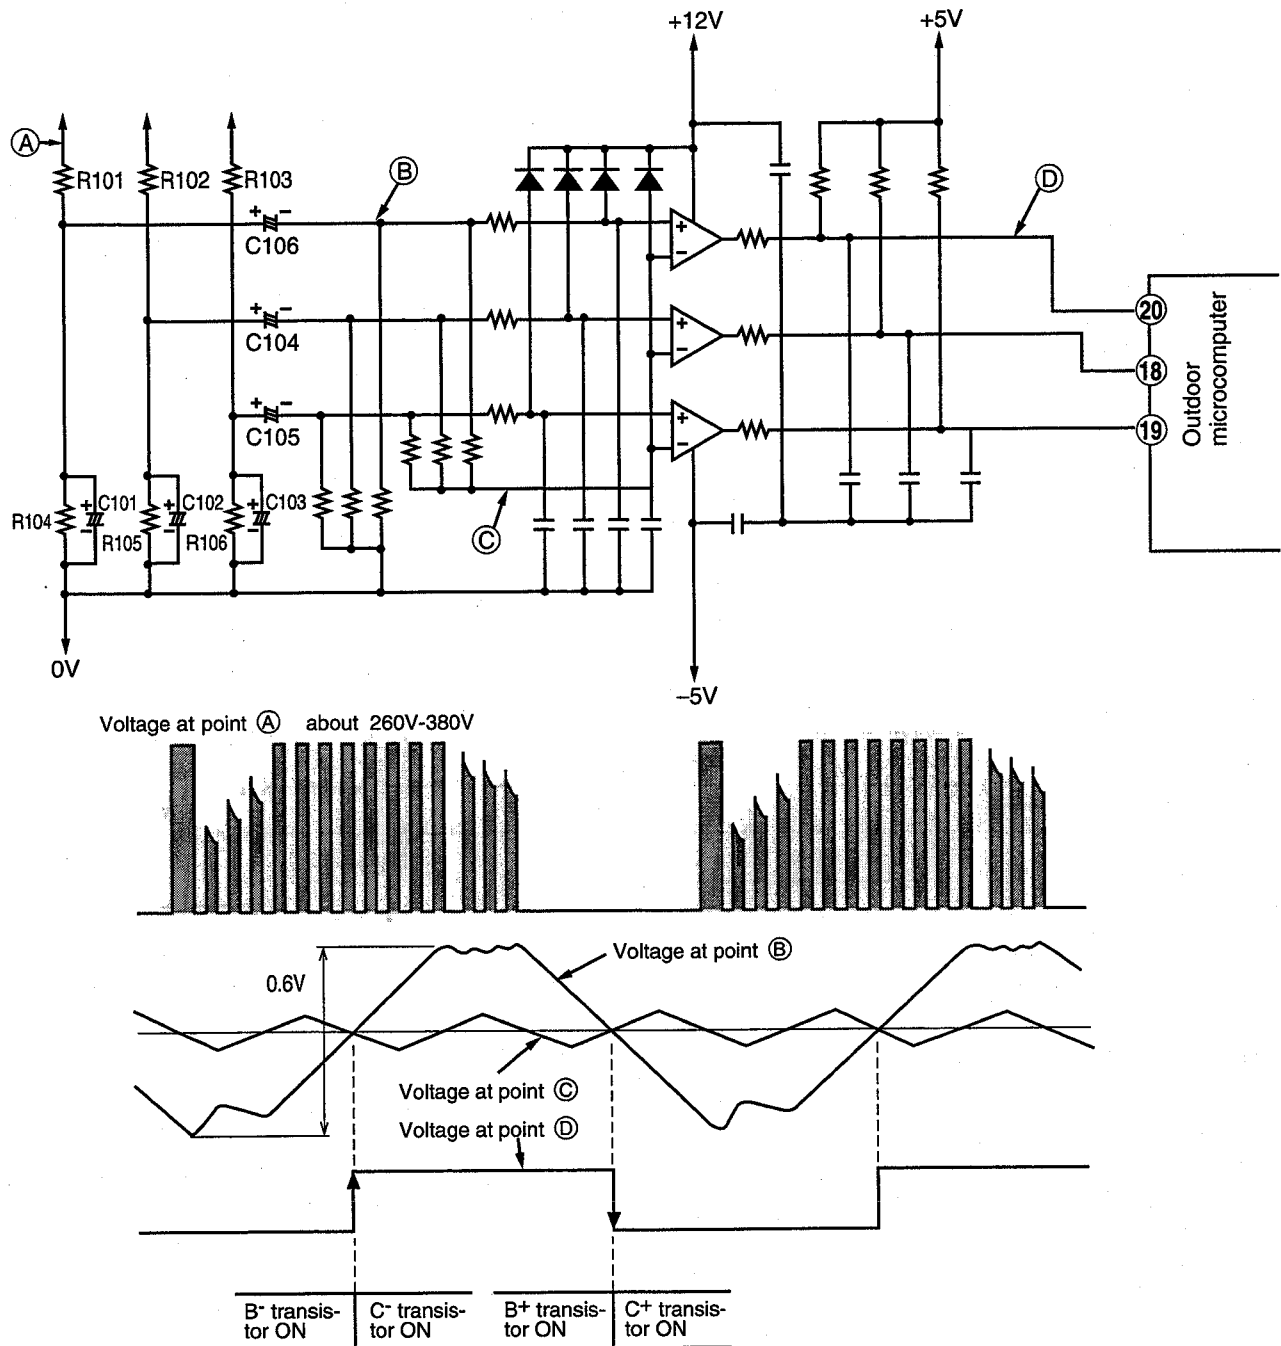 +12V
+5V
A
R101
R102
R103
B
D
C106
C104
C105
20
18
19
Outdoor
microcomputer
R104
C101
R105
C102
R106
C103
C
0V
−5V
Voltage at point A about 260V-380V
Voltage at point B
0.6V
Voltage at point C
Voltage at point D
B- transis-
tor ON
C- transis-
tor ON
B+ transis-
tor ON
C+ transis-
tor ON